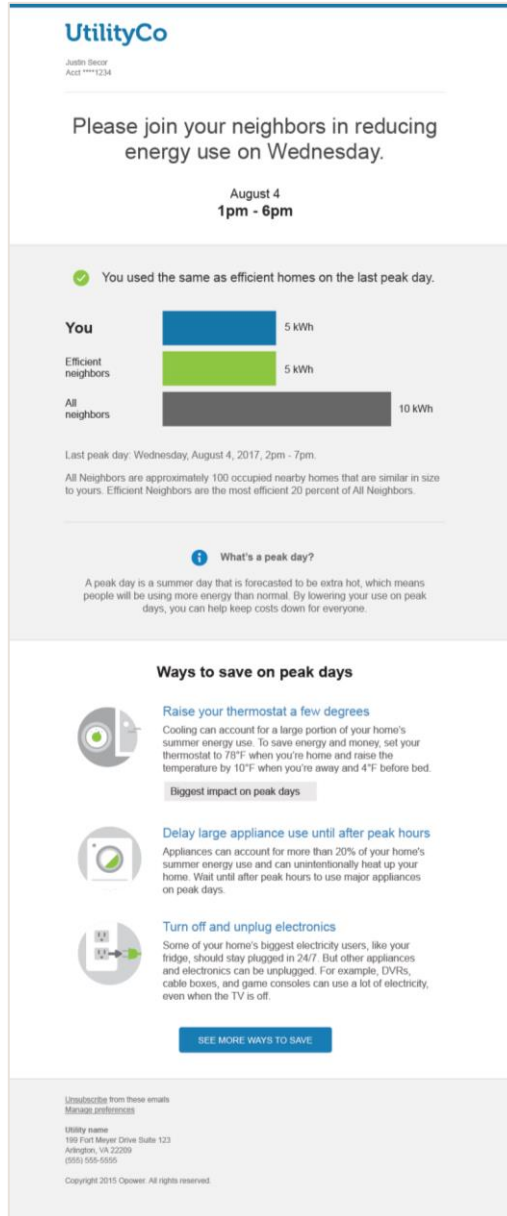 UtilityCo
Justin Secor
Acct ****1234
Please join your neighbors in reducing
energy use on Wednesday.
August 4
1pm - 6pm
You used the same as efficient homes on the last peak day.
You
5 kWh
Efficient
neighbors
5 kWh
All
neighbors
10 kWh
Last peak day: Wednesday, August 4, 2017, 2pm - 7pm.
All Neighbors are approximately 100 occupied nearby homes that are similar in size
to yours. Efficient Neighbors are the most efficient 20 percent of All Neighbors.
What's a peak day?
A peak day is a summer day that is forecasted to be extra hot, which means
people will be using more energy than normal. By lowering your use on peak
days, you can help keep costs down for everyone.
Ways to save on peak days
Raise your thermostat a few degrees
Cooling can account for a large portion of your home's
summer energy use. To save energy and money, set your
thermostat to 78°F when you're home and raise the
temperature by 10°F when you're away and 4°F before bed.
Biggest impact on peak days
Delay large appliance use until after peak hours
Appliances can account for more than 20% of your home's
summer energy use and can unintentionally heat up your
home. Wait until after peak hours to use major appliances
on peak days.
Turn off and unplug electronics
Some of your home's biggest electricity users, like your
fridge, should stay plugged in 24/7. But other appliances
and electronics can be unplugged. For example, DVRs,
cable boxes, and game consoles can use a lot of electricity,
even when the TV is off.
SEE MORE WAYS TO SAVE
Unsubscribe from these emails
Manage preferences
Utility name
199 Fort Meyer Drive Suite 123
Arlington, VA 22209
(555) 555-5555
Copyright 2015 Opower. All rights reserved.